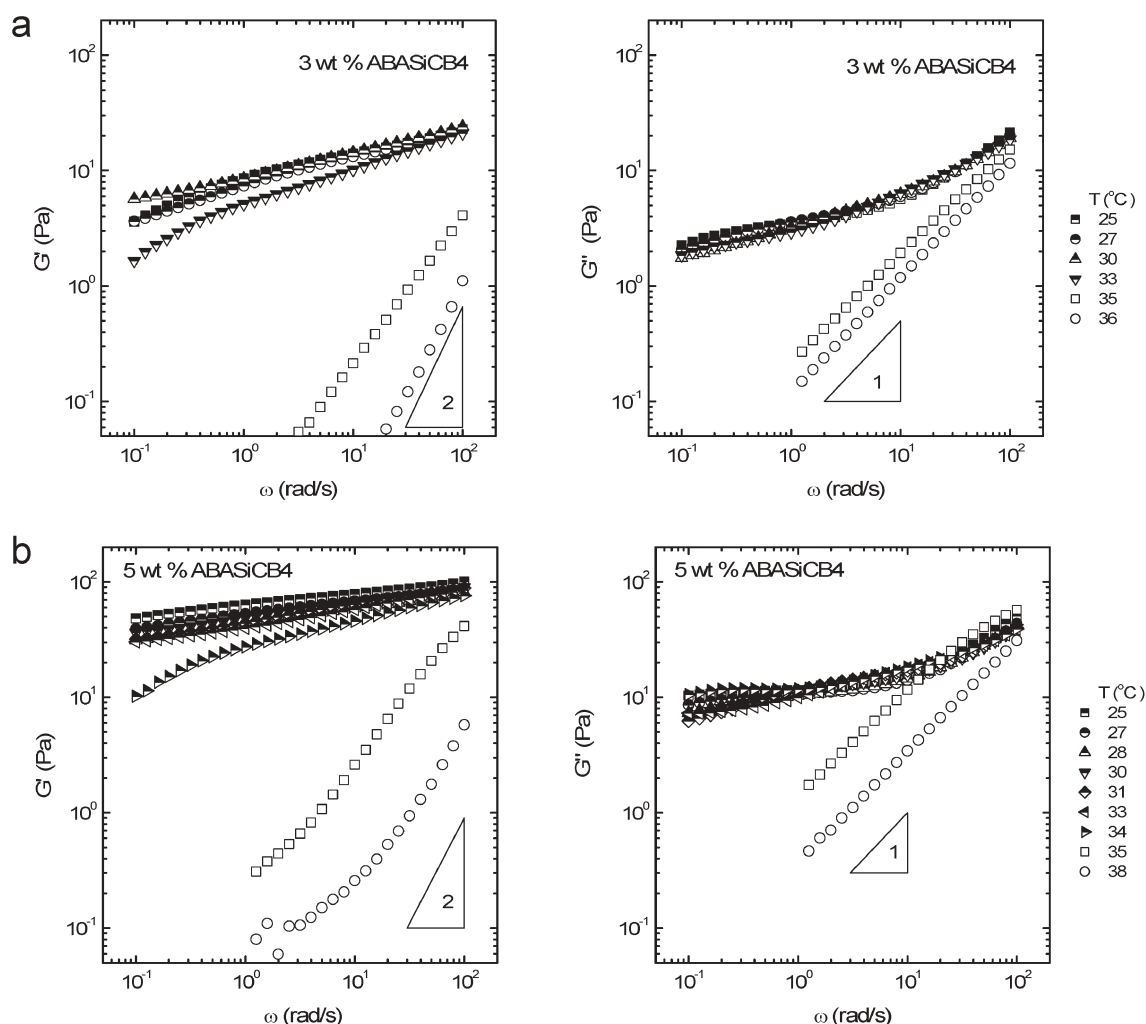 a
3 wt % ABASiCB4
G' (Pa)
10²
10¹
10⁰
10⁻¹
2
10⁻¹ 10⁰ 10¹ 10²
ω (rad/s)
3 wt % ABASiCB4
G'' (Pa)
10²
10¹
10⁰
10⁻¹
1
10⁻¹ 10⁰ 10¹ 10²
ω (rad/s)
T (°C)
25
27
30
33
35
36
b
5 wt % ABASiCB4
G' (Pa)
10²
10¹
10⁰
10⁻¹
2
10⁻¹ 10⁰ 10¹ 10²
ω (rad/s)
5 wt % ABASiCB4
G'' (Pa)
10²
10¹
10⁰
10⁻¹
1
10⁻¹ 10⁰ 10¹ 10²
ω (rad/s)
T (°C)
25
27
28
30
31
33
34
35
38